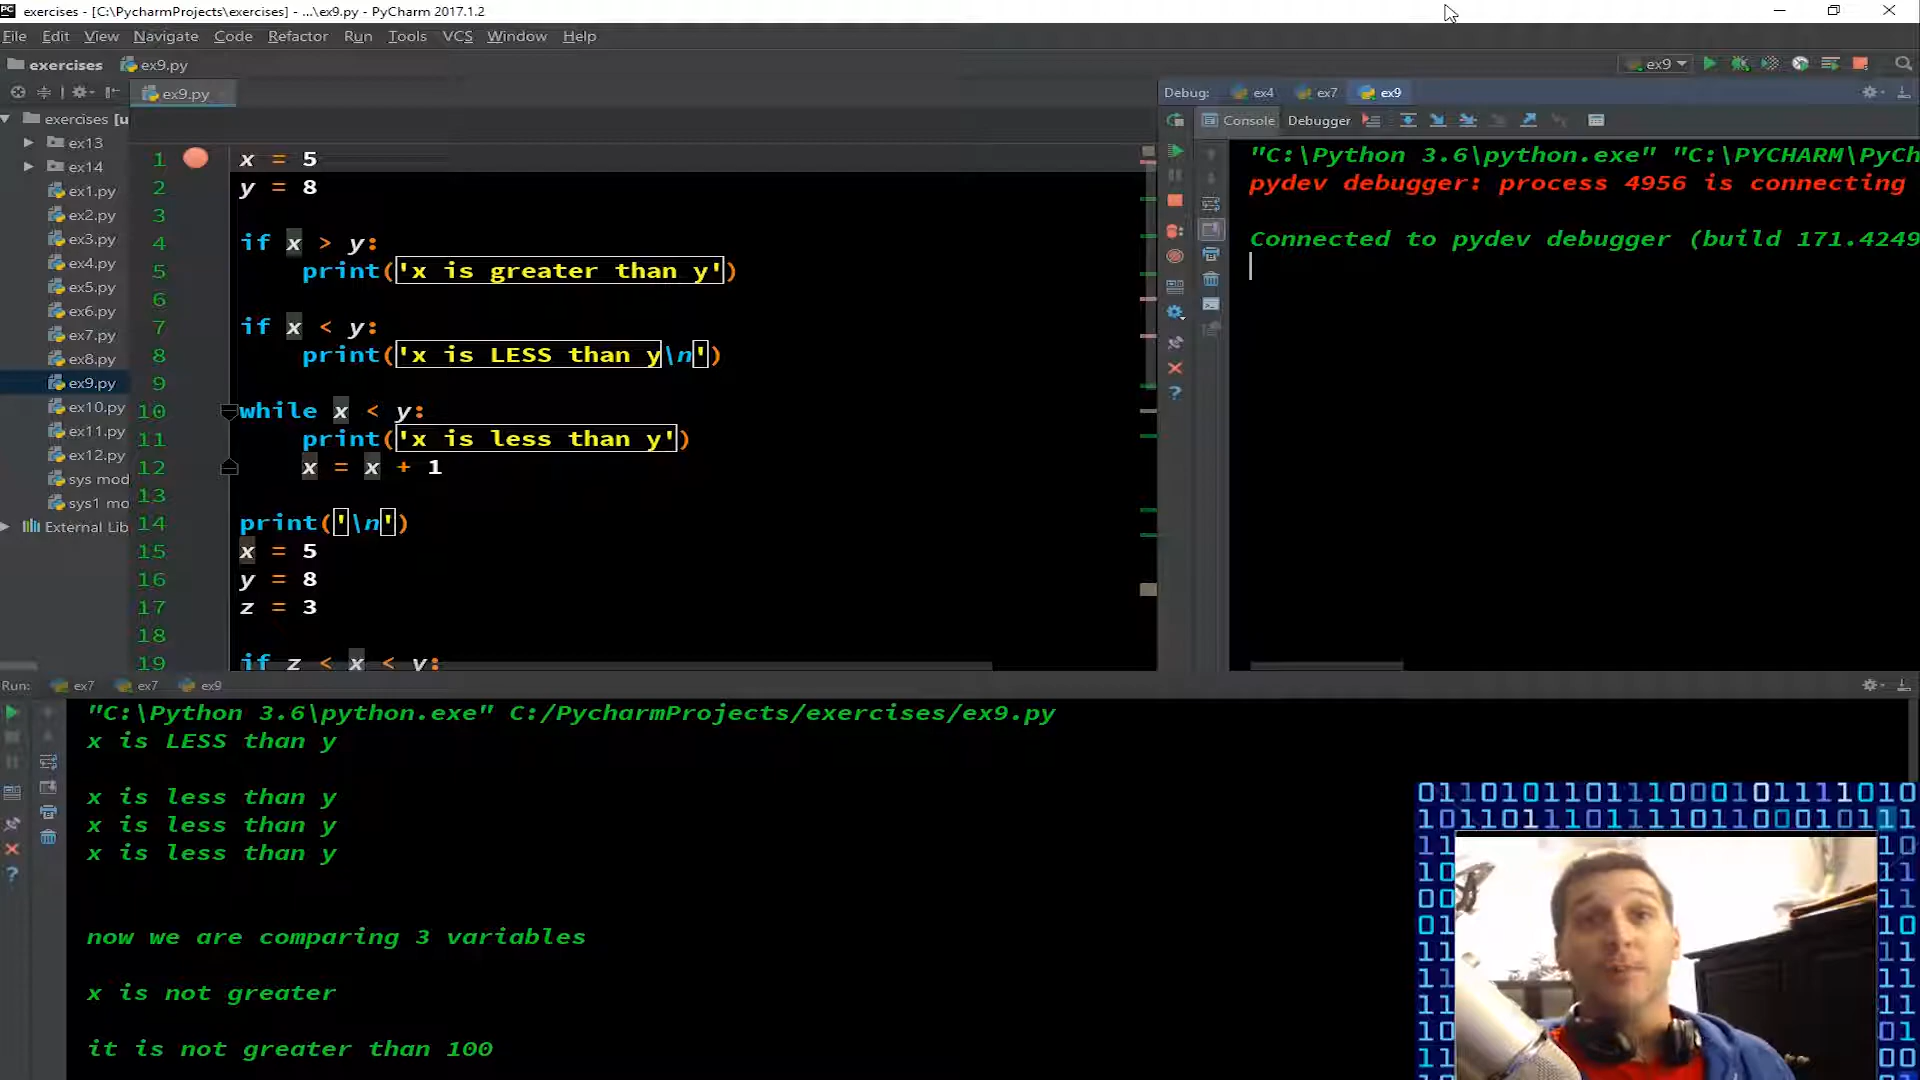 exercises - [C:\PycharmProjects\exercises] - ...\ex9.py - PyCharm 2017.1.2
File Edit View Navigate Code Refactor Run Tools VCS Window Help
exercises ex9.py
ex9
ex9.py
Debug: ex4 ex7 ex9
Console Debugger
exercises [u
ex13
ex14
ex1.py
ex2.py
ex3.py
ex4.py
ex5.py
ex6.py
ex7.py
ex8.py
ex9.py
ex10.py
ex11.py
ex12.py
sys mod
sys1 mo
External Lib
1 x = 5
2 y = 8
3
4 if x > y:
5 print('x is greater than y')
6
7 if x < y:
8 print('x is LESS than y\n')
9
10 while x < y:
11 print('x is less than y')
12 x = x + 1
13
14 print('\n')
15 x = 5
16 y = 8
17 z = 3
18
19 if z < x < y:
"C:\Python 3.6\python.exe" "C:\PYCHARM\PyCh
pydev debugger: process 4956 is connecting
Connected to pydev debugger (build 171.4249
Run: ex7 ex7 ex9
"C:\Python 3.6\python.exe" C:/PycharmProjects/exercises/ex9.py
x is LESS than y
x is less than y
x is less than y
x is less than y
now we are comparing 3 variables
x is not greater
it is not greater than 100